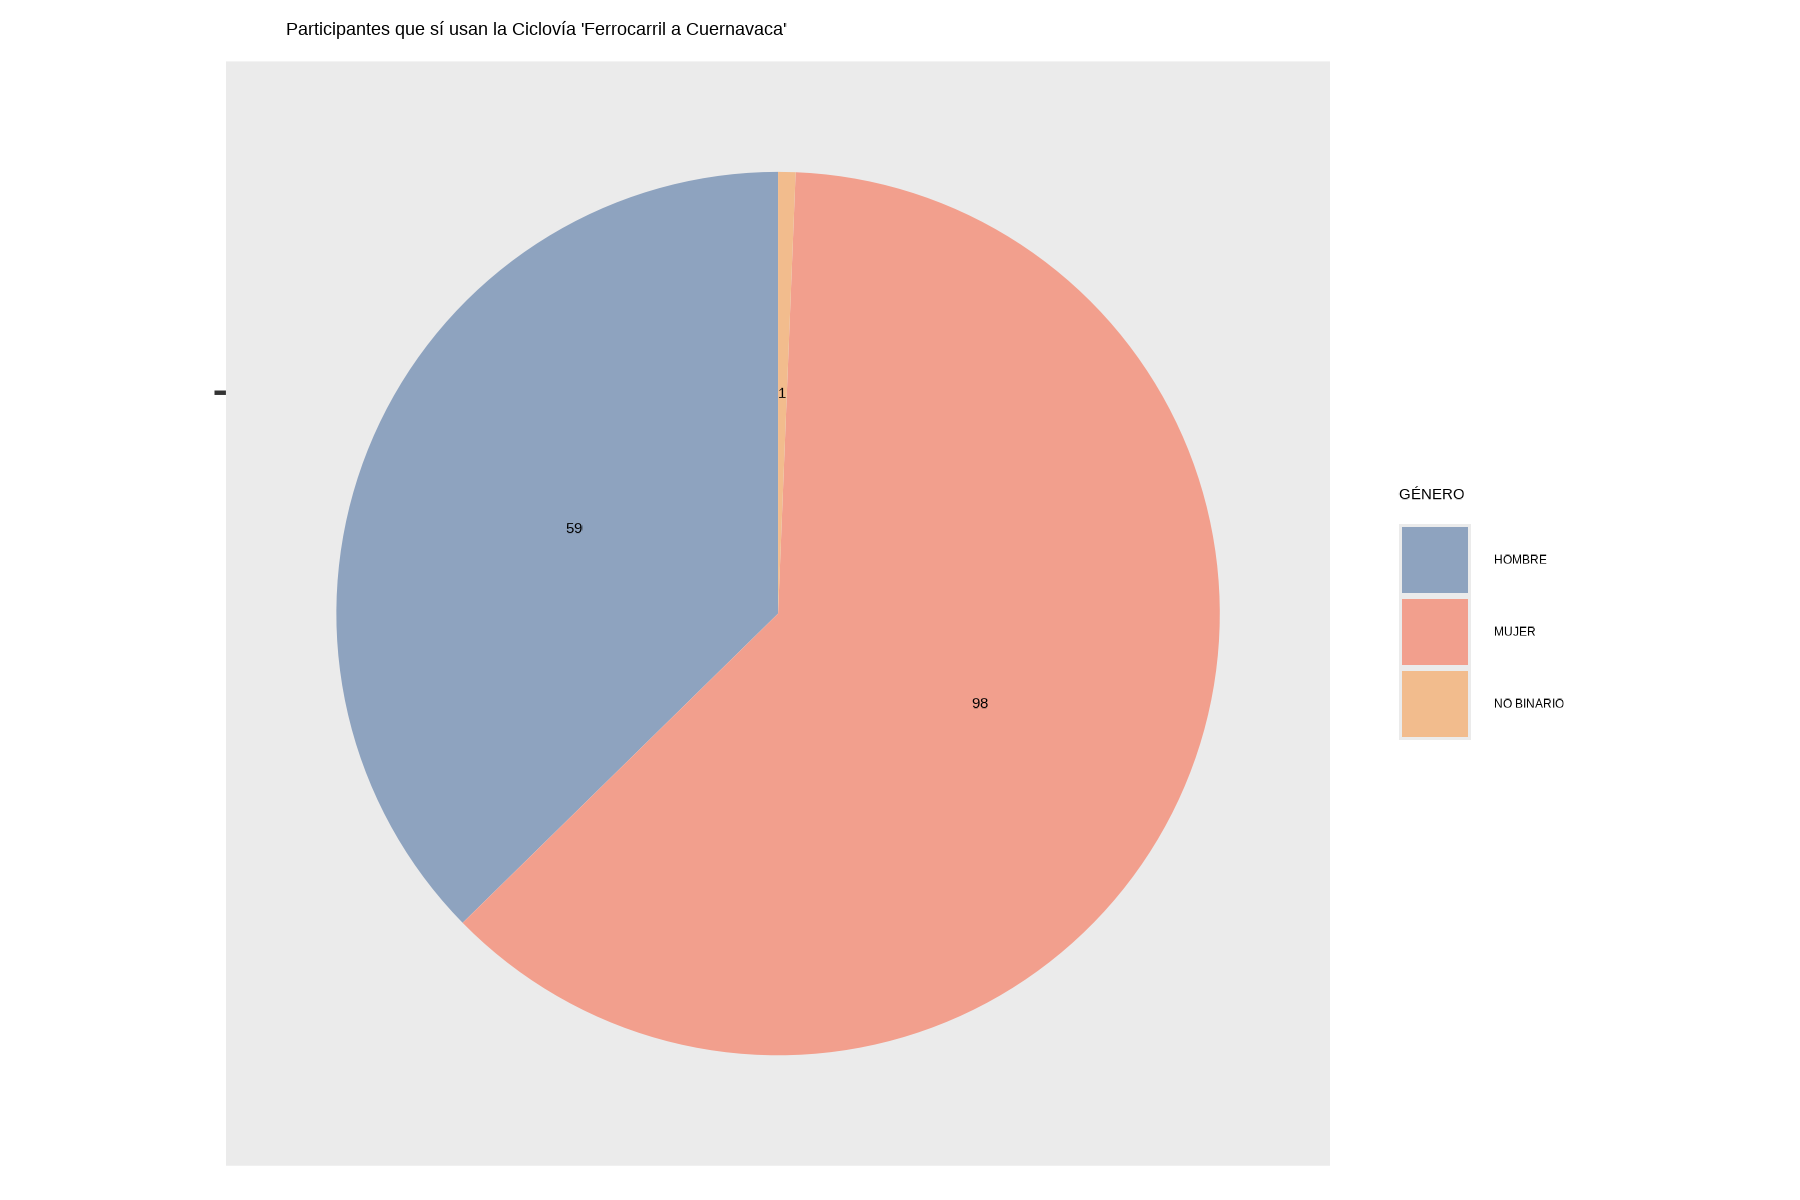 Participantes que sí usan la Ciclovía 'Ferrocarril a Cuernavaca'
1
59
98
GÉNERO
HOMBRE
MUJER
NO BINARIO